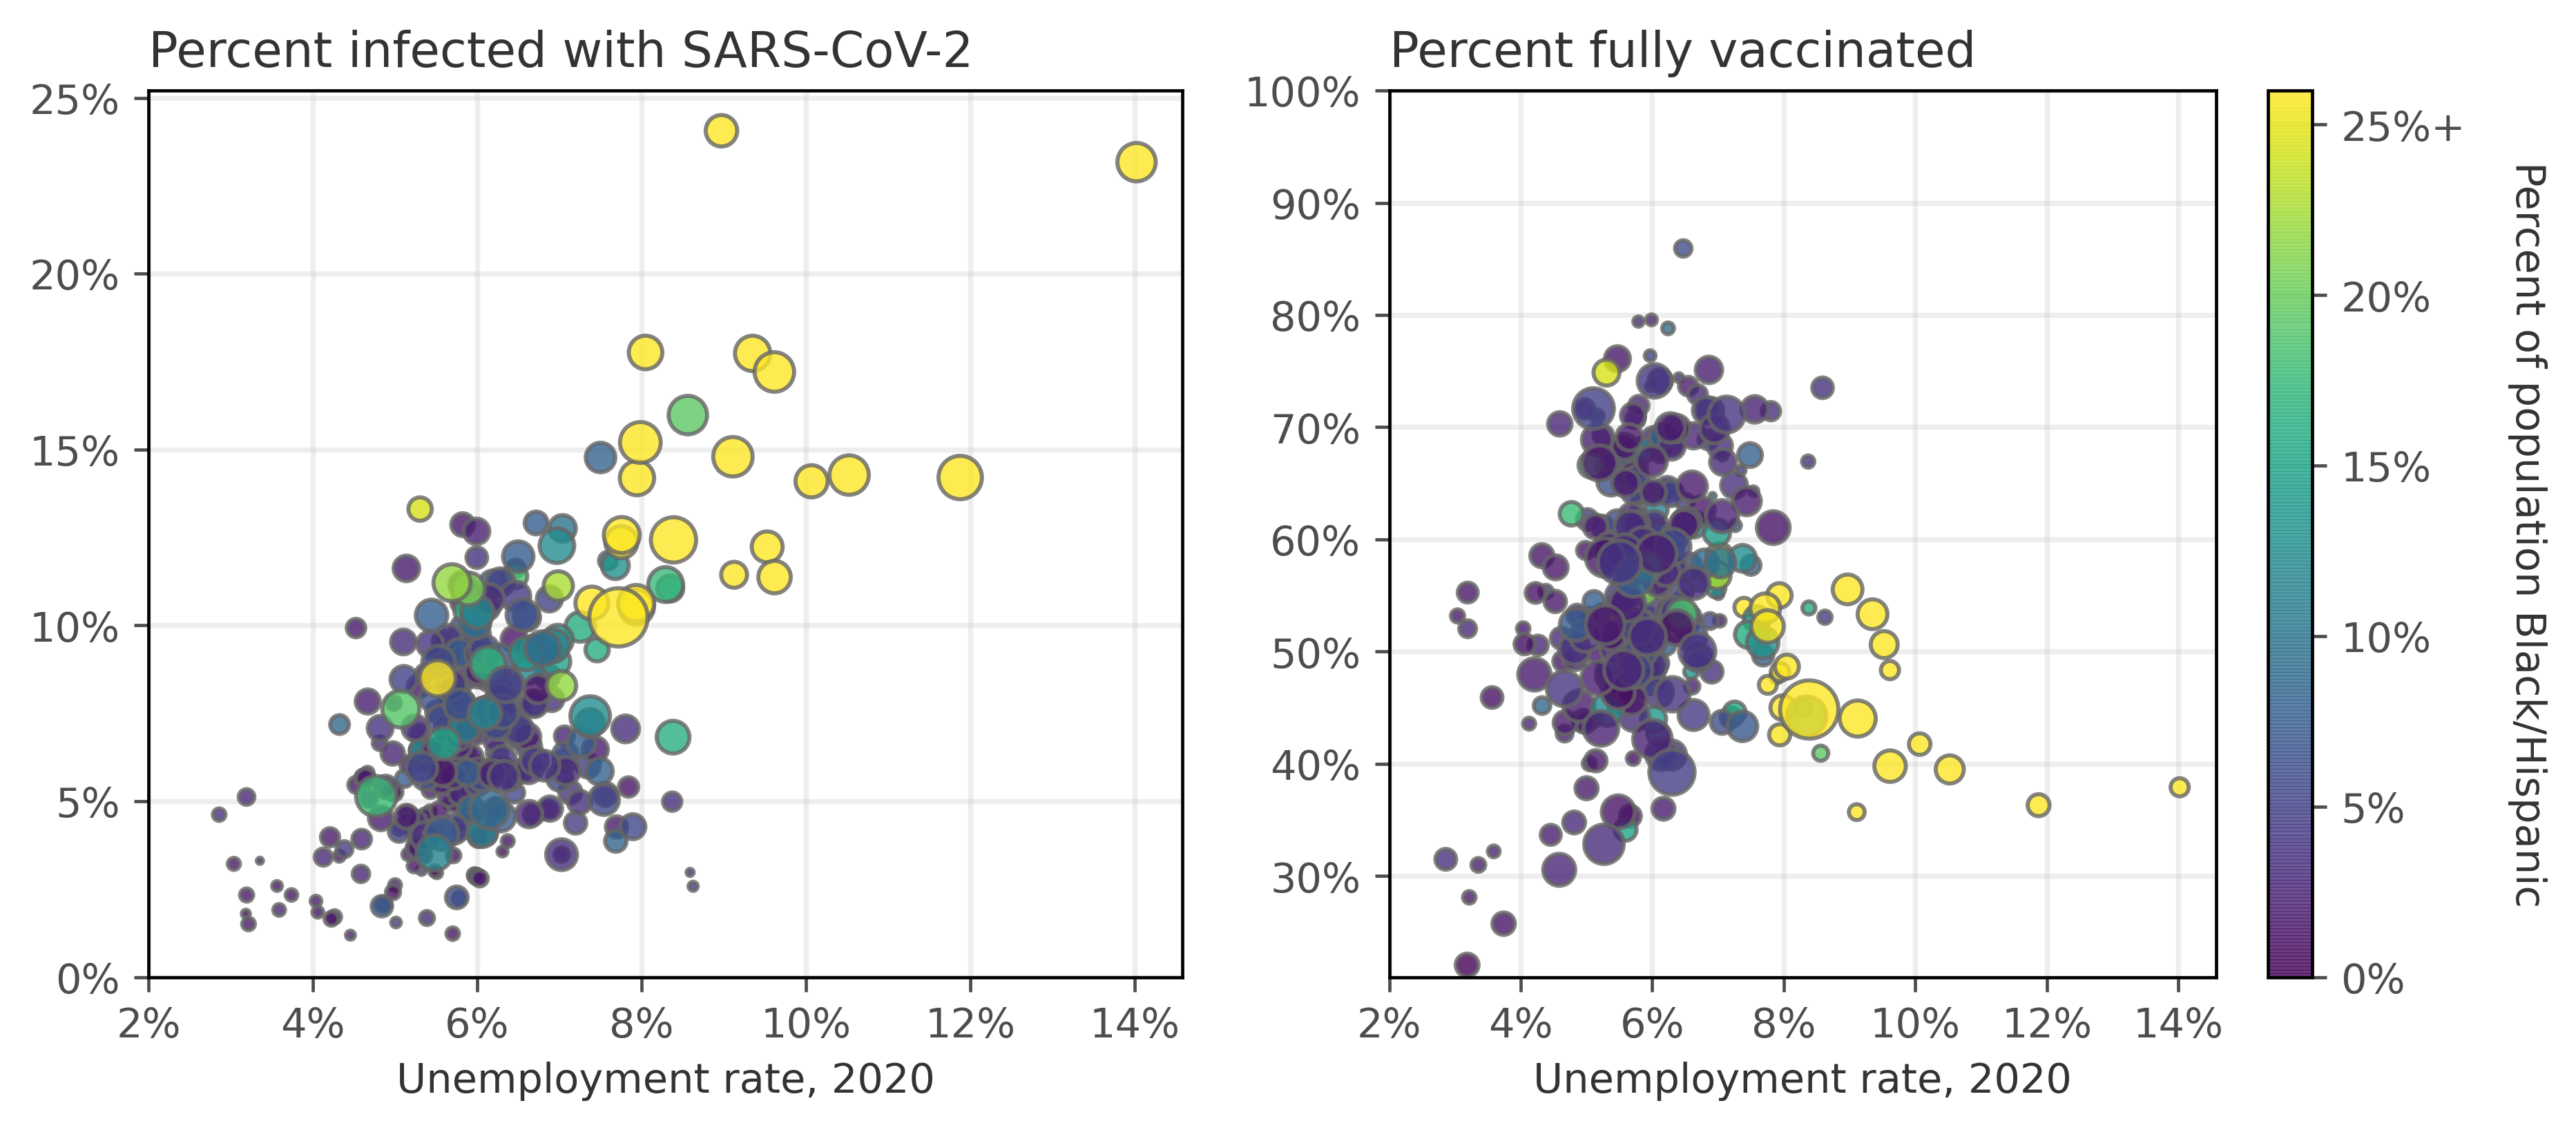 Percent infected with SARS-CoV-2
25%
20%
15%
10%
5%
0%
2% 4% 6% 8% 10% 12% 14%
Unemployment rate, 2020
Percent fully vaccinated
100%
90%
80%
70%
60%
50%
40%
30%
2% 4% 6% 8% 10% 12% 14%
Unemployment rate, 2020
25%+
20%
15%
10%
5%
0%
Percent of population Black/Hispanic